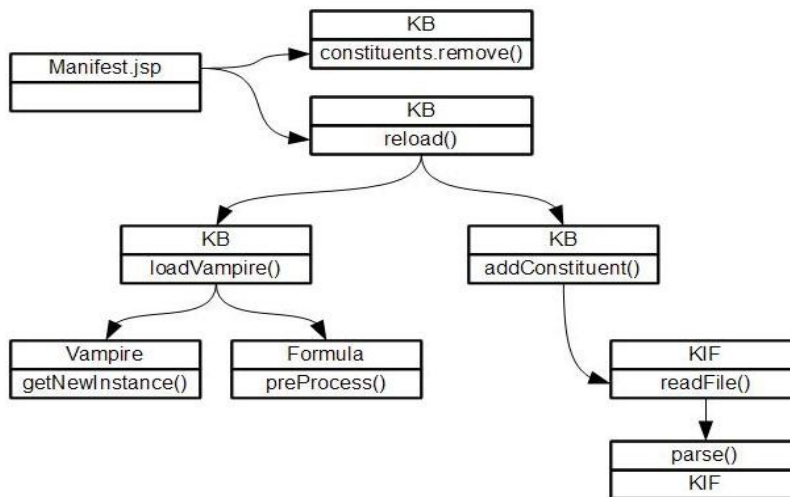 KB
constituents.remove()
Manifest.jsp
KB
reload()
KB
loadVampire()
KB
addConstituent()
Vampire
getNewInstance()
Formula
preProcess()
KIF
readFile()
parse()
KIF